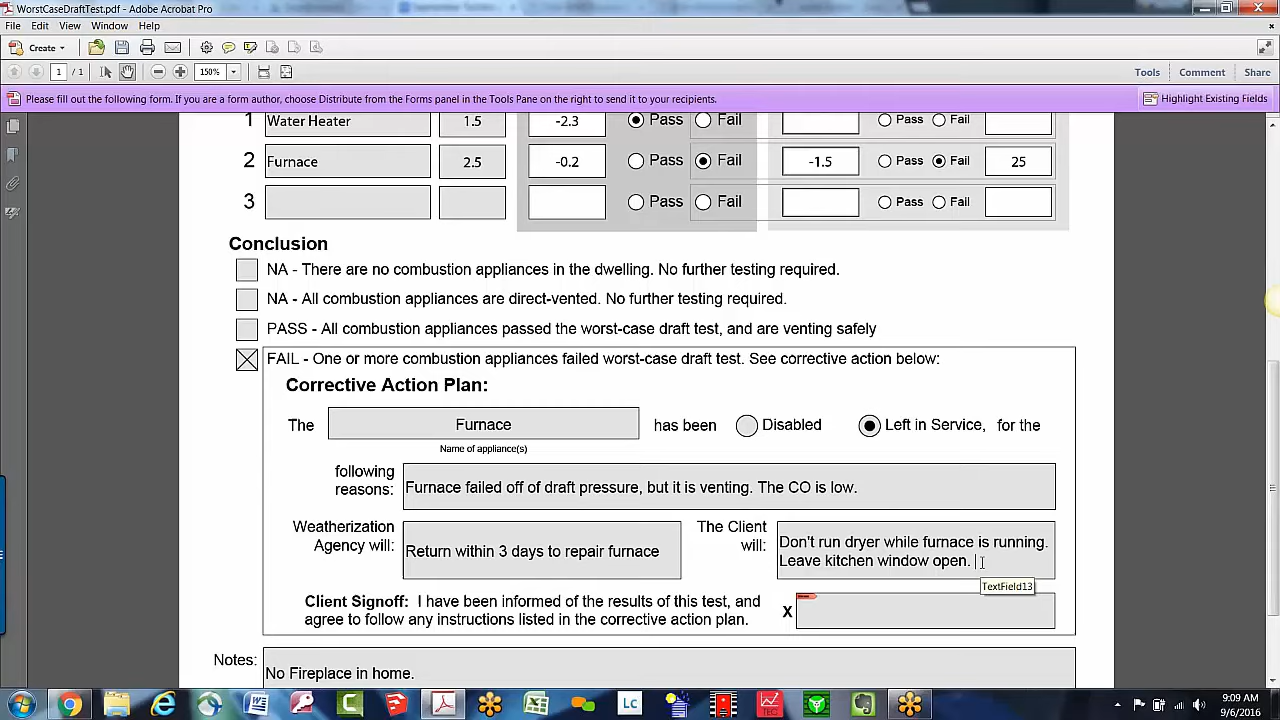 WorstCaseDraftTest.pdf - Adobe Acrobat Pro
File Edit View Window Help
Create
1 / 1 150% Tools Comment Share
Please fill out the following form. If you are a form author, choose Distribute from the Forms panel in the Tools Pane on the right to send it to your recipients. Highlight Existing Fields
1 Water Heater 1.5 -2.3 Pass Fail Pass Fail
2 Furnace 2.5 -0.2 Pass Fail -1.5 Pass Fail 25
3 Pass Fail Pass Fail
Conclusion
NA - There are no combustion appliances in the dwelling. No further testing required.
NA - All combustion appliances are direct-vented. No further testing required.
PASS - All combustion appliances passed the worst-case draft test, and are venting safely
FAIL - One or more combustion appliances failed worst-case draft test. See corrective action below:
Corrective Action Plan:
The Furnace has been Disabled Left in Service, for the
Name of appliance(s)
following reasons: Furnace failed off of draft pressure, but it is venting. The CO is low.
Weatherization Agency will: Return within 3 days to repair furnace
The Client will: Don't run dryer while furnace is running.
Leave kitchen window open.
TextField13
Client Signoff: I have been informed of the results of this test, and
agree to follow any instructions listed in the corrective action plan.
X
Notes: No Fireplace in home.
LC
TEC
9:09 AM
9/6/2016